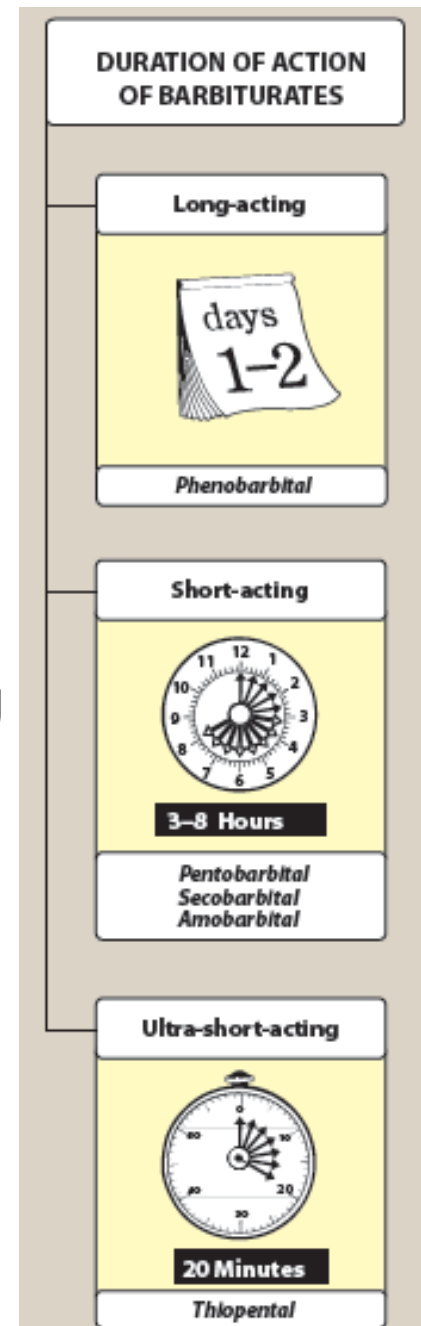 DURATION OF ACTION
OF BARBITURATES
Long-acting
days
1–2
Phenobarbital
Short-acting
12
11 1
10 2
9 3
8 4
7 5
6
3–8 Hours
Pentobarbital
Secobarbital
Amobarbital
Ultra-short-acting
0
10
20
30
20 Minutes
Thiopental